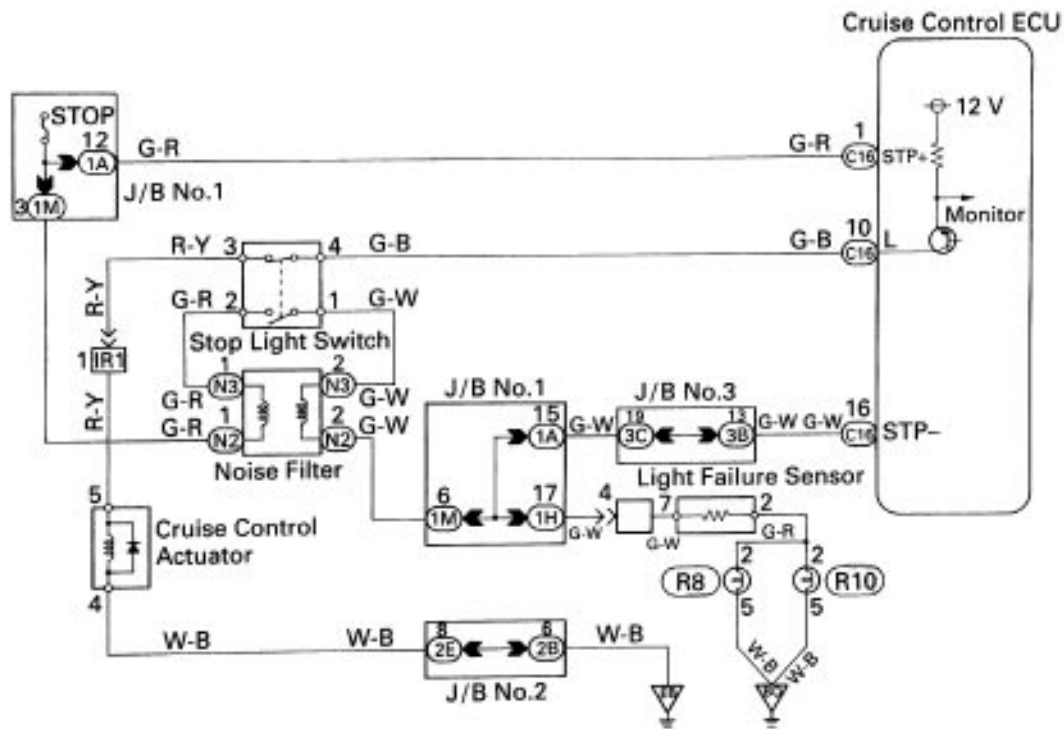 Cruise Control ECU
12 V
STOP
12
1A
G-R
G-R
1
C16
STP+
J/B No.1
3
1M
Monitor
R-Y
3
4
G-B
G-B
10
C16
L
R-Y
G-R
2
1
G-W
Stop Light Switch
1
IR1
1
N3
2
N3
G-R
G-W
R-Y
G-R
1
N2
2
N2
G-W
Noise Filter
J/B No.1
15
1A
G-W
J/B No.3
19
3C
13
3B
G-W
G-W
16
C16
STP−
Light Failure Sensor
6
1M
17
1H
G-W
4
7
G-W
2
G-R
5
Cruise Control
Actuator
4
R8
2
5
2
5
R10
W-B
W-B
8
2E
6
2B
W-B
J/B No.2
W-B
W-B